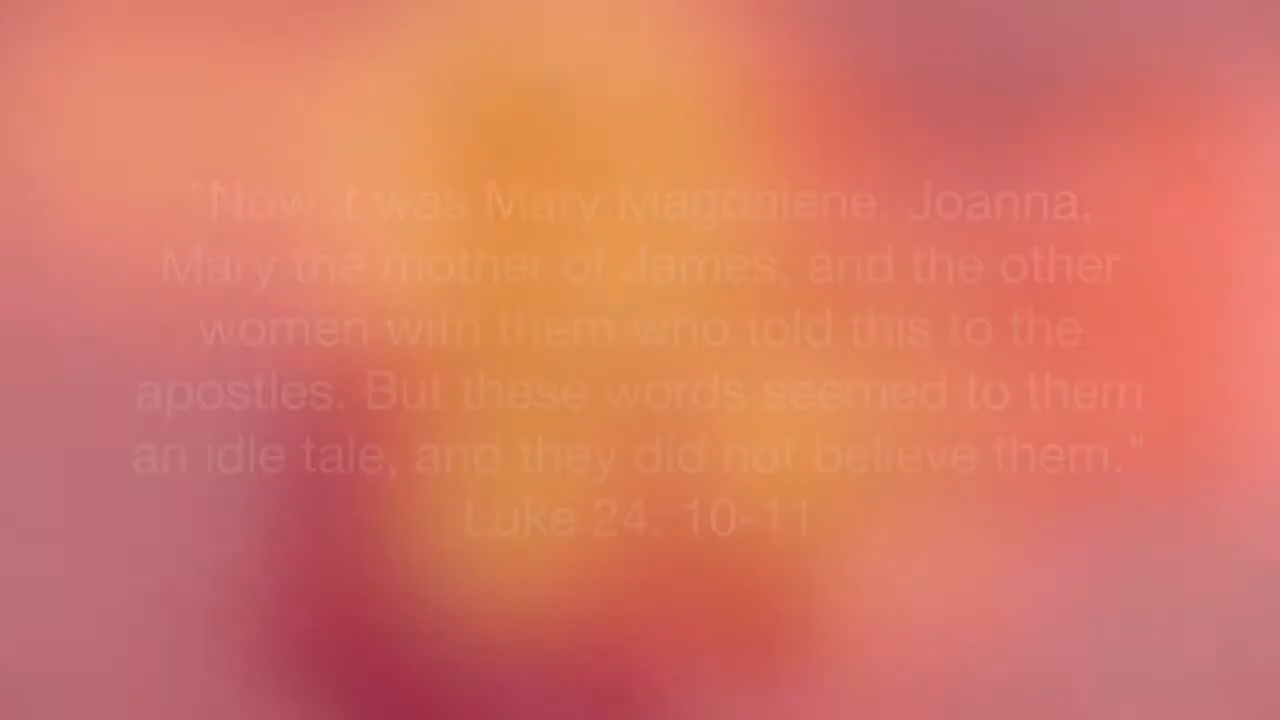 "Now it was Mary Magdalene, Joanna,
Mary the mother of James, and the other
women with them who told this to the
apostles. But these words seemed to them
an idle tale, and they did not believe them."
Luke 24. 10-11